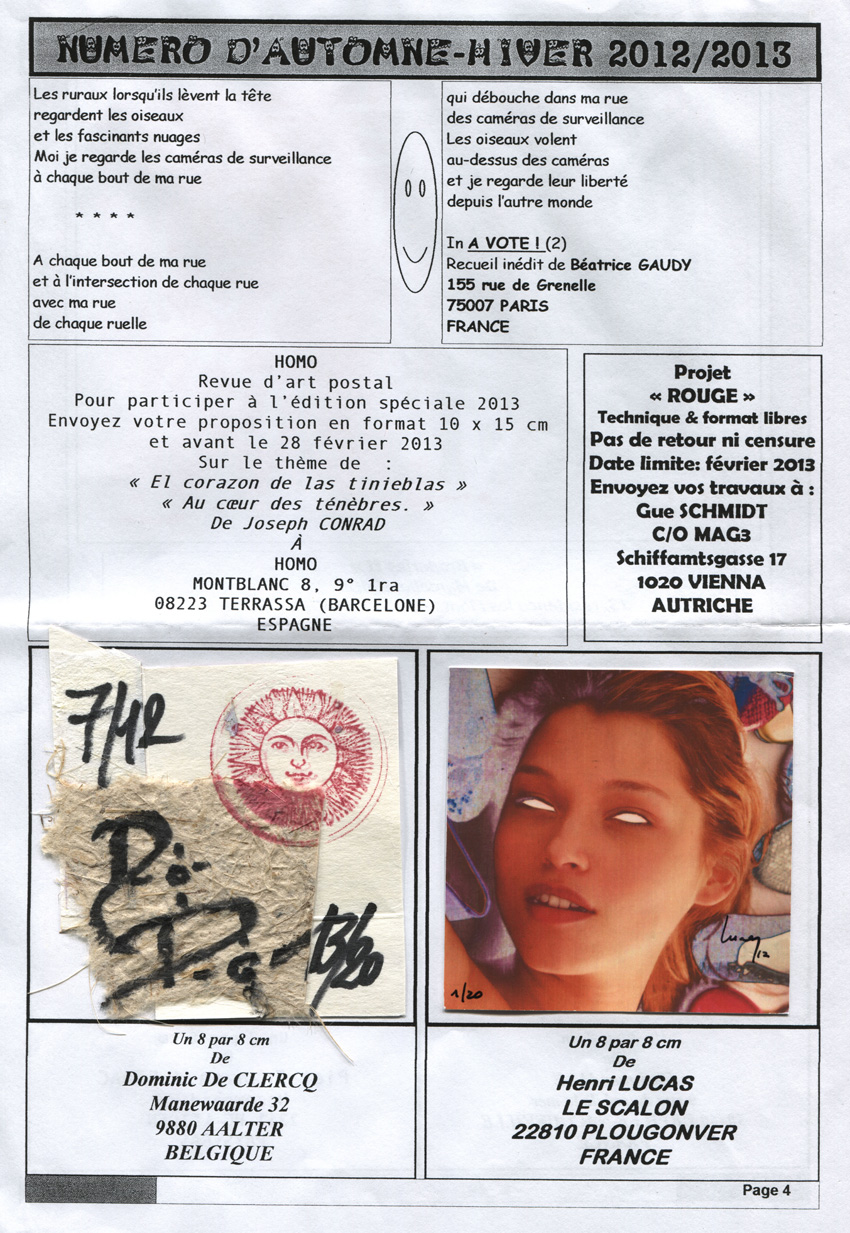 NUMERO D'AUTOMNE-HIVER 2012/2013
Les ruraux lorsqu'ils lèvent la tête
regardent les oiseaux
et les fascinants nuages
Moi je regarde les caméras de surveillance
à chaque bout de ma rue
* * * *
A chaque bout de ma rue
et à l'intersection de chaque rue
avec ma rue
de chaque ruelle
qui débouche dans ma rue
des caméras de surveillance
Les oiseaux volent
au-dessus des caméras
et je regarde leur liberté
depuis l'autre monde
In A VOTE ! (2)
Recueil inédit de Béatrice GAUDY
155 rue de Grenelle
75007 PARIS
FRANCE
HOMO
Revue d'art postal
Pour participer à l'édition spéciale 2013
Envoyez votre proposition en format 10 x 15 cm
et avant le 28 février 2013
Sur le thème de :
« El corazon de las tinieblas »
« Au cœur des ténèbres. »
De Joseph CONRAD
À
HOMO
MONTBLANC 8, 9° 1ra
08223 TERRASSA (BARCELONE)
ESPAGNE
Projet
« ROUGE »
Technique & format libres
Pas de retour ni censure
Date limite: février 2013
Envoyez vos travaux à :
Gue SCHMIDT
C/O MAG3
Schiffamtsgasse 17
1020 VIENNA
AUTRICHE
7/12
13/20
Un 8 par 8 cm
De
Dominic De CLERCQ
Manewaarde 32
9880 AALTER
BELGIQUE
Lucas /12
1/20
Un 8 par 8 cm
De
Henri LUCAS
LE SCALON
22810 PLOUGONVER
FRANCE
Page 4